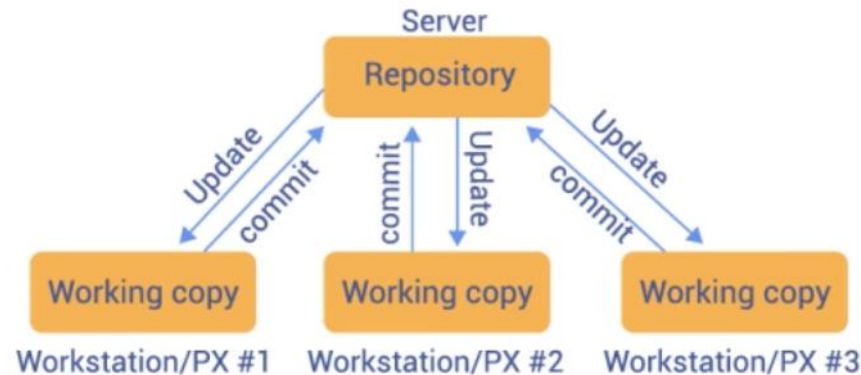 Server
Repository
Update
commit
commit
Update
Update
commit
Working copy
Working copy
Working copy
Workstation/PX #1
Workstation/PX #2
Workstation/PX #3